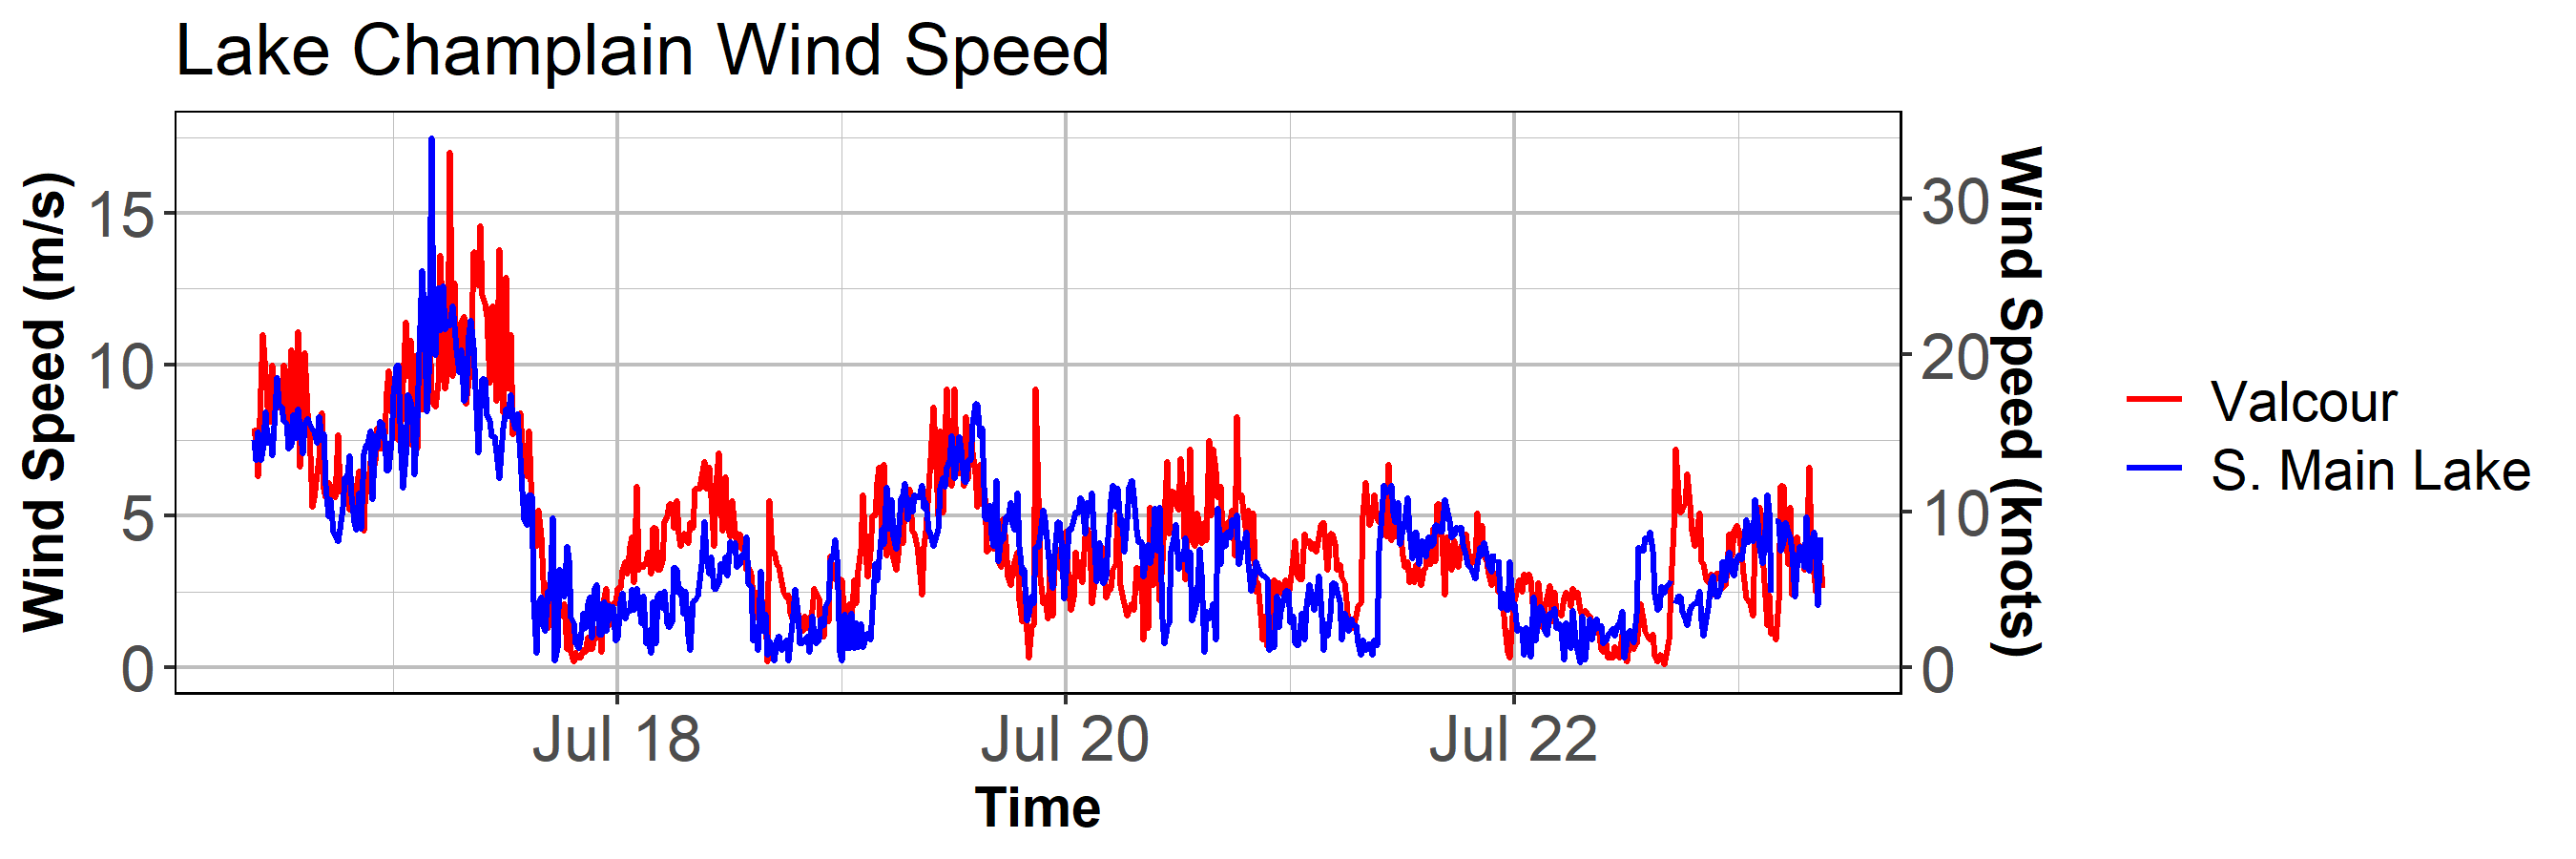 Lake Champlain Wind Speed
Wind Speed (m/s)
15
10
5
0
30
20
10
0
Wind Speed (knots)
Jul 18
Jul 20
Jul 22
Time
Valcour
S. Main Lake